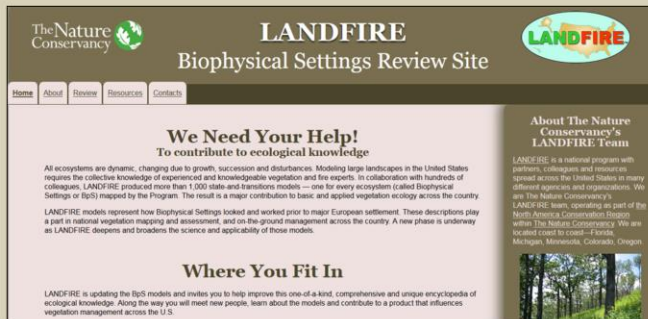 The Nature
Conservancy
LANDFIRE
Biophysical Settings Review Site
LANDFIRE
Home About Review Resources Contacts
We Need Your Help!
To contribute to ecological knowledge
All ecosystems are dynamic, changing due to growth, succession and disturbances. Modeling large landscapes in the United States
requires the collective knowledge of experienced and knowledgeable vegetation and fire experts. In collaboration with hundreds of
colleagues, LANDFIRE produced more than 1,000 state-and-transitions models — one for every ecosystem (called Biophysical
Settings or BpS) mapped by the Program. The result is a major contribution to basic and applied vegetation ecology across the country.
LANDFIRE models represent how Biophysical Settings looked and worked prior to major European settlement. These descriptions play
a part in national vegetation mapping and assessment, and on-the-ground management across the country. A new phase is underway
as LANDFIRE deepens and broadens the science and applicability of those models.
Where You Fit In
LANDFIRE is updating the BpS models and invites you to help improve this one-of-a-kind, comprehensive and unique encyclopedia of
ecological knowledge. Along the way you will meet new people, learn about the models and contribute to a product that influences
vegetation management across the U.S.
About The Nature
Conservancy's
LANDFIRE Team
LANDFIRE is a national program with
partners, colleagues and resources
spread across the United States in many
different agencies and organizations. We
are The Nature Conservancy's
LANDFIRE team, operating as part of the
North America Conservation Region
within The Nature Conservancy. We are
located coast to coast—Florida,
Michigan, Minnesota, Colorado, Oregon.